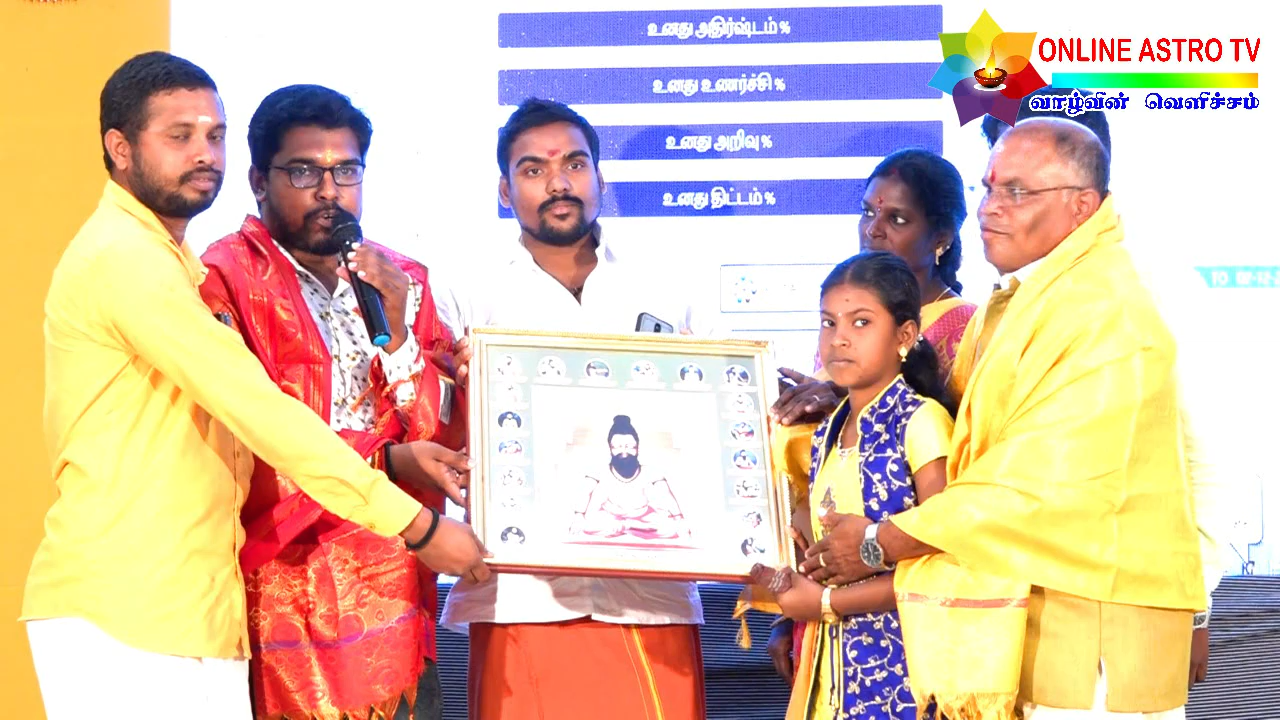 உனது அதிர்ஷ்டம் %
உனது உணர்ச்சி %
உனது அறிவு %
உனது திட்டம் %
ONLINE ASTRO TV
வாழ்வின் வெளிச்சம்